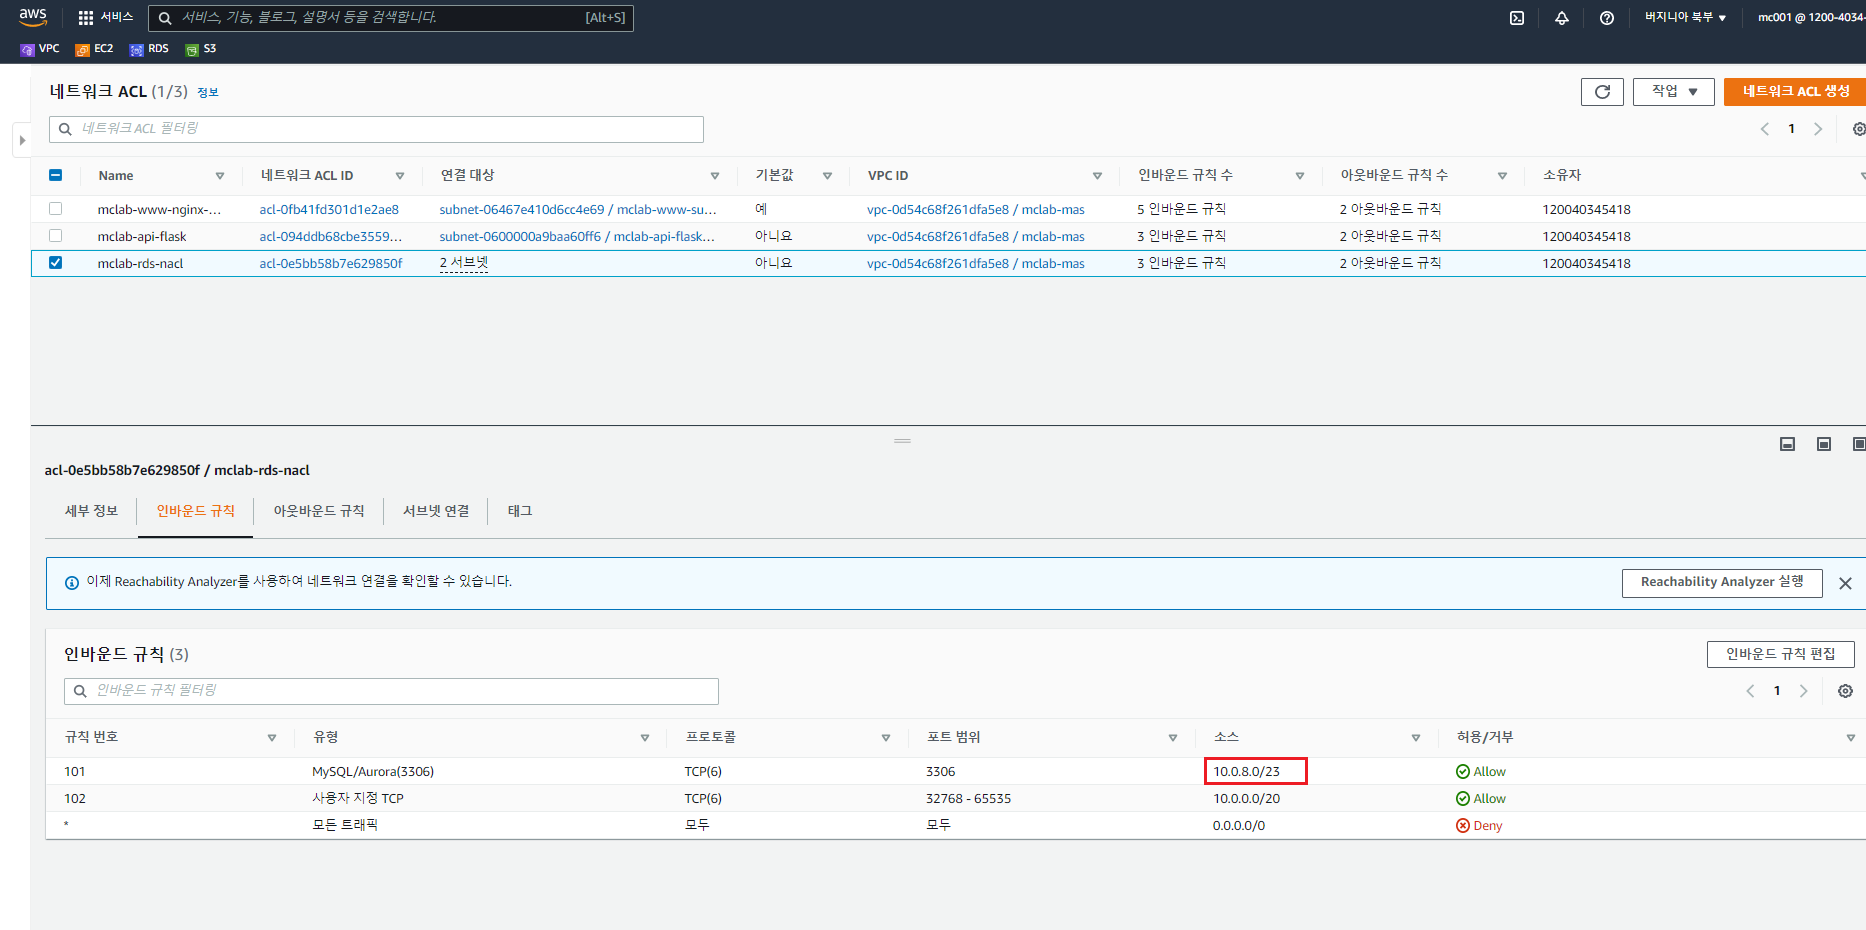 aws 서비스 서비스, 기능, 블로그, 설명서 등을 검색합니다. [Alt+S] 버지니아 북부 ▼ mc001 @ 1200-4034-
VPC EC2 RDS S3
네트워크 ACL (1/3) 정보 작업 ▼ 네트워크 ACL 생성
네트워크 ACL 필터링 1
Name 네트워크 ACL ID 연결 대상 기본값 VPC ID 인바운드 규칙 수 아웃바운드 규칙 수 소유자
mclab-www-nginx-... acl-0fb41fd301d1e2ae8 subnet-06467e410d6cc4e69 / mclab-www-su... 예 vpc-0d54c68f261dfa5e8 / mclab-mas 5 인바운드 규칙 2 아웃바운드 규칙 120040345418
mclab-api-flask acl-094ddb68cbe3559... subnet-0600000a9baa60ff6 / mclab-api-flask... 아니요 vpc-0d54c68f261dfa5e8 / mclab-mas 3 인바운드 규칙 2 아웃바운드 규칙 120040345418
mclab-rds-nacl acl-0e5bb58b7e629850f 2 서브넷 아니요 vpc-0d54c68f261dfa5e8 / mclab-mas 3 인바운드 규칙 2 아웃바운드 규칙 120040345418
acl-0e5bb58b7e629850f / mclab-rds-nacl
세부 정보 인바운드 규칙 아웃바운드 규칙 서브넷 연결 태그
이제 Reachability Analyzer를 사용하여 네트워크 연결을 확인할 수 있습니다. Reachability Analyzer 실행
인바운드 규칙 (3) 인바운드 규칙 편집
인바운드 규칙 필터링 1
규칙 번호 유형 프로토콜 포트 범위 소스 허용/거부
101 MySQL/Aurora(3306) TCP(6) 3306 10.0.8.0/23 Allow
102 사용자 지정 TCP TCP(6) 32768 - 65535 10.0.0.0/20 Allow
* 모든 트래픽 모두 모두 0.0.0.0/0 Deny